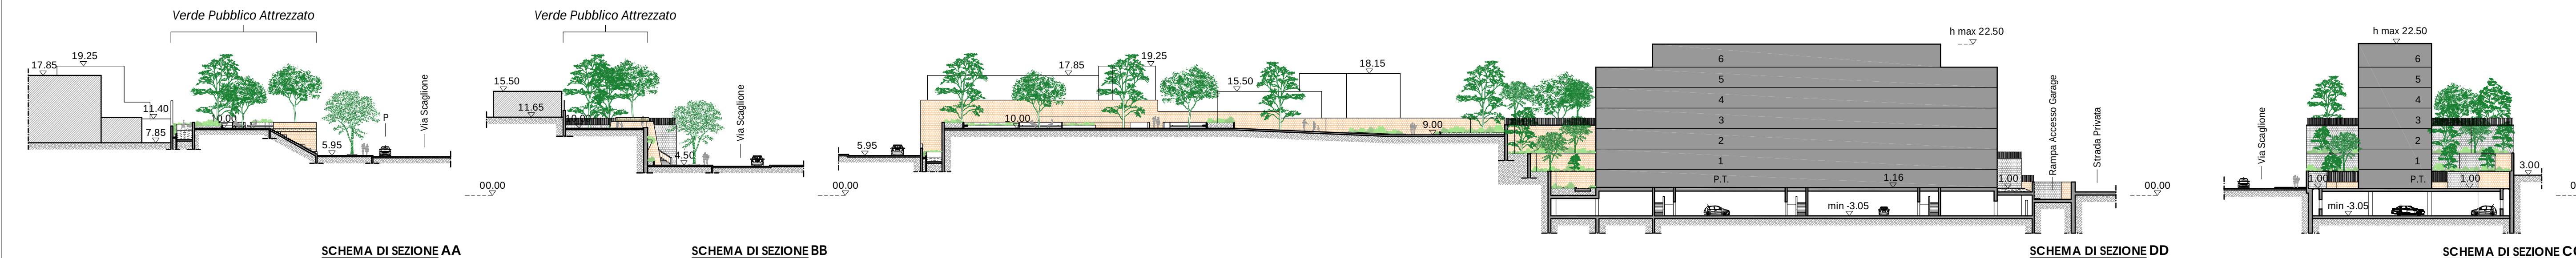 Verde Pubblico Attrezzato
19.25
17.85
11.40
10.00
7.85
5.95
P
Via Scaglione
SCHEMA DI SEZIONE AA
Verde Pubblico Attrezzato
15.50
11.65
4.50
Via Scaglione
00.00
SCHEMA DI SEZIONE BB
17.85
19.25
15.50
18.15
10.00
9.00
5.95
00.00
h max 22.50
6
5
4
3
2
1
P.T.
1.16
1.00
min -3.05
Rampa Accesso Garage
Strada Privata
00.00
SCHEMA DI SEZIONE DD
h max 22.50
6
5
4
3
2
1
P.T.
1.00
1.00
3.00
min -3.05
Via Scaglione
SCHEMA DI SEZIONE